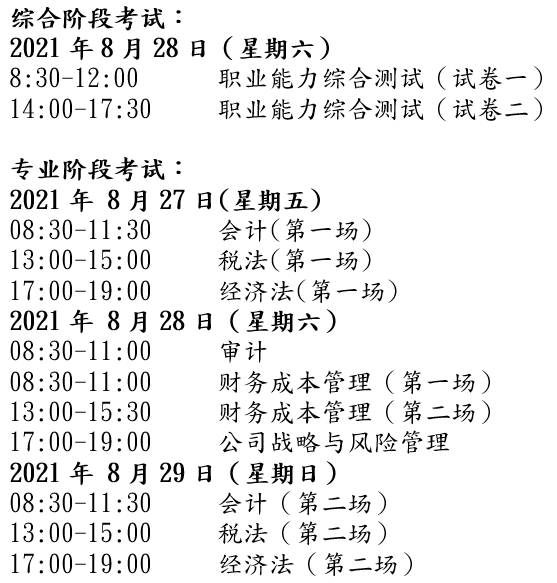 综合阶段考试：
2021 年 8 月 28 日（星期六）
8:30-12:00 职业能力综合测试（试卷一）
14:00-17:30 职业能力综合测试（试卷二）
专业阶段考试：
2021 年 8 月 27 日(星期五)
08:30-11:30 会计(第一场)
13:00-15:00 税法(第一场)
17:00-19:00 经济法(第一场)
2021 年 8 月 28 日（星期六）
08:30-11:00 审计
08:30-11:00 财务成本管理（第一场）
13:00-15:30 财务成本管理（第二场）
17:00-19:00 公司战略与风险管理
2021 年 8 月 29 日（星期日）
08:30-11:30 会计（第二场）
13:00-15:00 税法（第二场）
17:00-19:00 经济法（第二场）